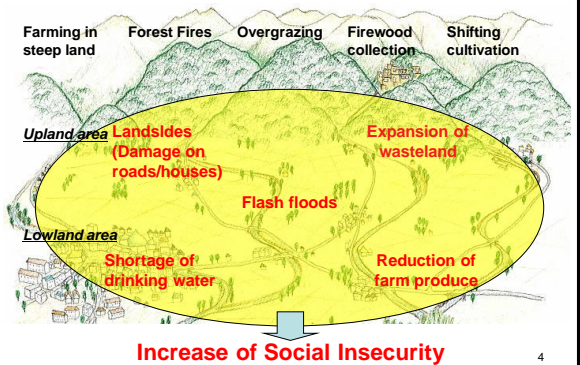 Farming in steep land
Forest Fires
Overgrazing
Firewood collection
Shifting cultivation
Upland area
Landsldes
(Damage on
roads/houses)
Expansion of
wasteland
Flash floods
Lowland area
Shortage of
drinking water
Reduction of
farm produce
Increase of Social Insecurity
4